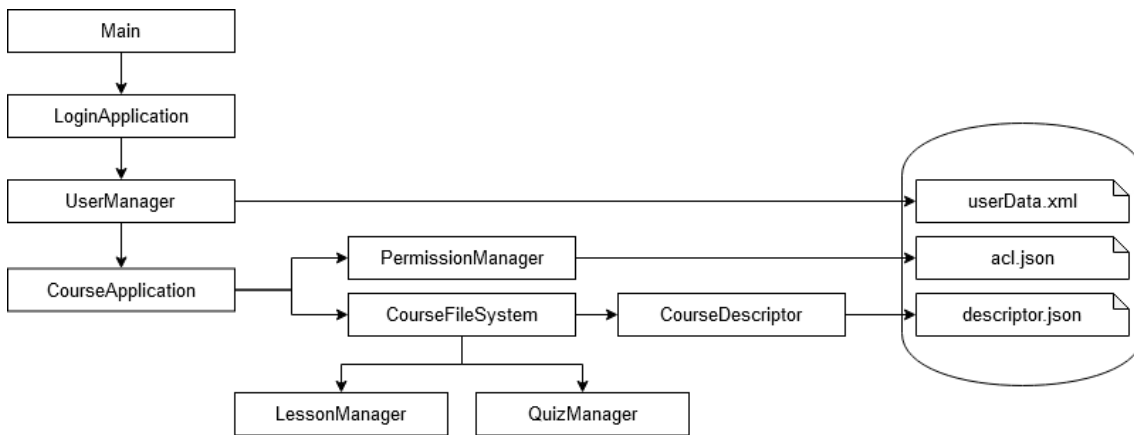 Main
LoginApplication
UserManager
userData.xml
PermissionManager
acl.json
CourseApplication
CourseFileSystem
CourseDescriptor
descriptor.json
LessonManager
QuizManager